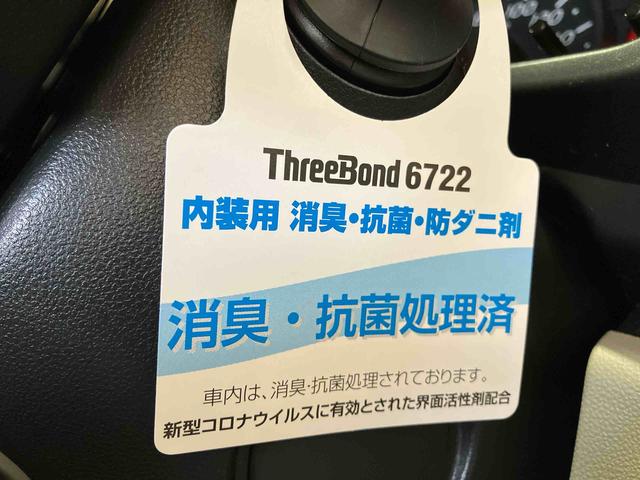 ThreeBond 6722
内装用 消臭・抗菌・防ダニ剤
消臭・抗菌処理済
車内は、消臭・抗菌処理されております。
新型コロナウイルスに有効とされた界面活性剤配合